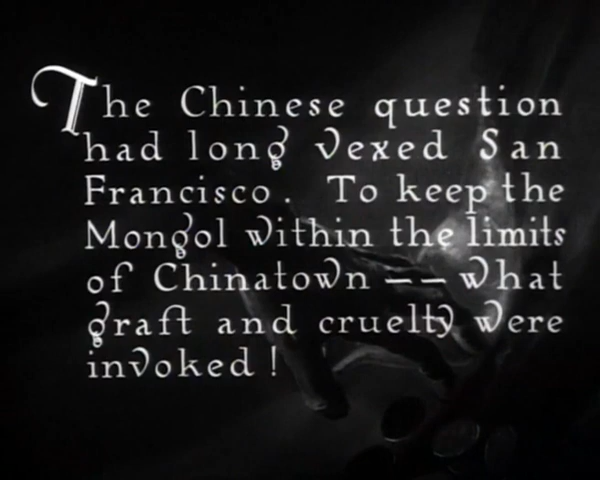 The Chinese question
had long vexed San
Francisco. To keep the
Mongol within the limits
of Chinatown -- what
graft and cruelty were
invoked!